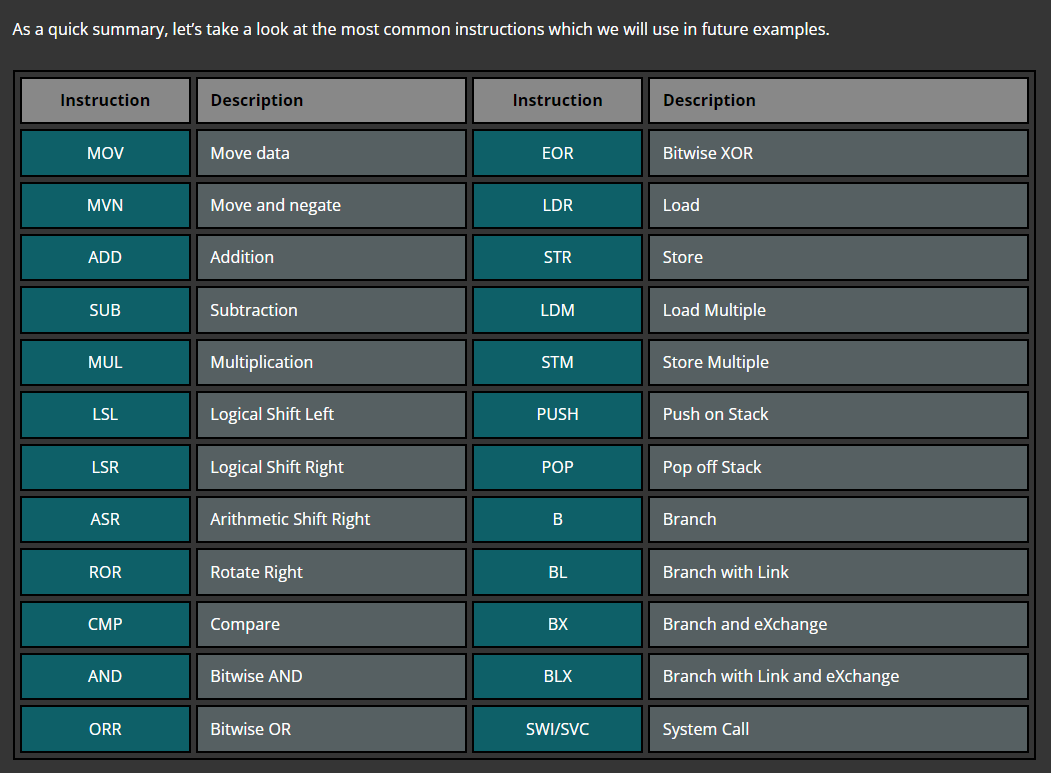 As a quick summary, let's take a look at the most common instructions which we will use in future examples.
Instruction Description Instruction Description
MOV Move data EOR Bitwise XOR
MVN Move and negate LDR Load
ADD Addition STR Store
SUB Subtraction LDM Load Multiple
MUL Multiplication STM Store Multiple
LSL Logical Shift Left PUSH Push on Stack
LSR Logical Shift Right POP Pop off Stack
ASR Arithmetic Shift Right B Branch
ROR Rotate Right BL Branch with Link
CMP Compare BX Branch and eXchange
AND Bitwise AND BLX Branch with Link and eXchange
ORR Bitwise OR SWI/SVC System Call